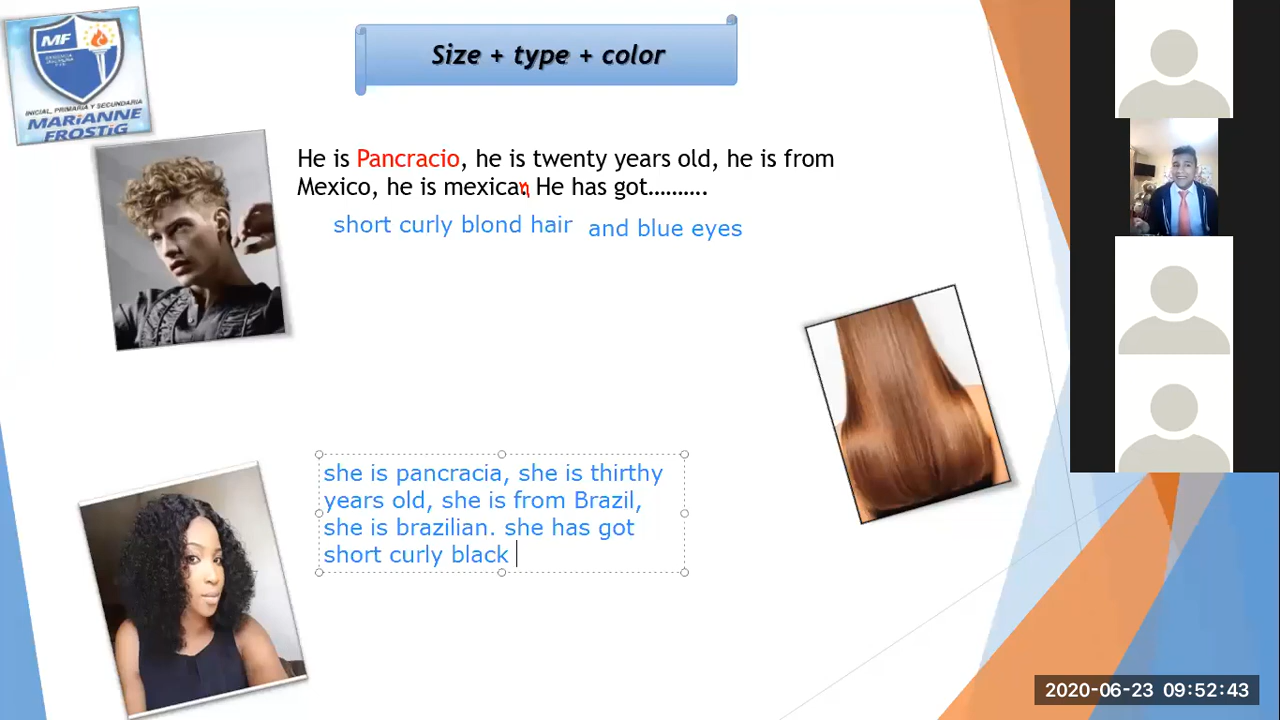 MF
INICIAL, PRIMARIA Y SECUNDARIA
MARiANNE
FROSTiG
Size + type + color
He is Pancracio, he is twenty years old, he is from
Mexico, he is mexican He has got..........
short curly blond hair and blue eyes
she is pancracia, she is thirthy
years old, she is from Brazil,
she is brazilian. she has got
short curly black
2020-06-23 09:52:43